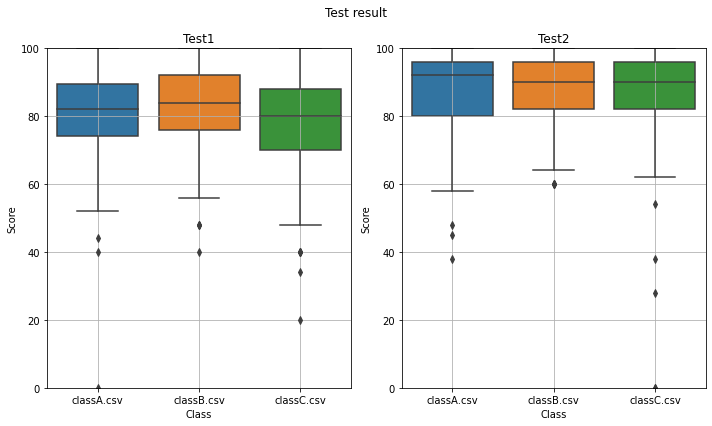 Test result
Test1
Score
100
80
60
40
20
0
classA.csv classB.csv classC.csv
Class
Test2
Score
100
80
60
40
20
0
classA.csv classB.csv classC.csv
Class